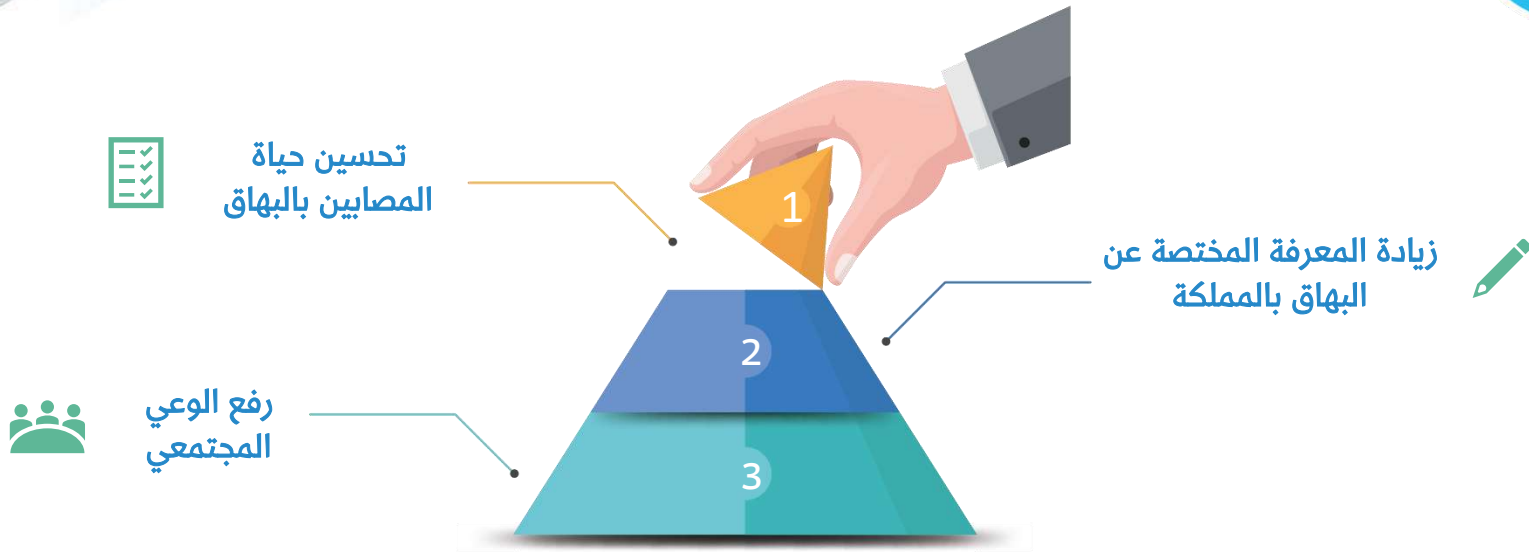 تحسين حياة
المصابين بالبهاق
1
زيادة المعرفة المختصة عن
البهاق بالمملكة
2
رفع الوعي
المجتمعي
3